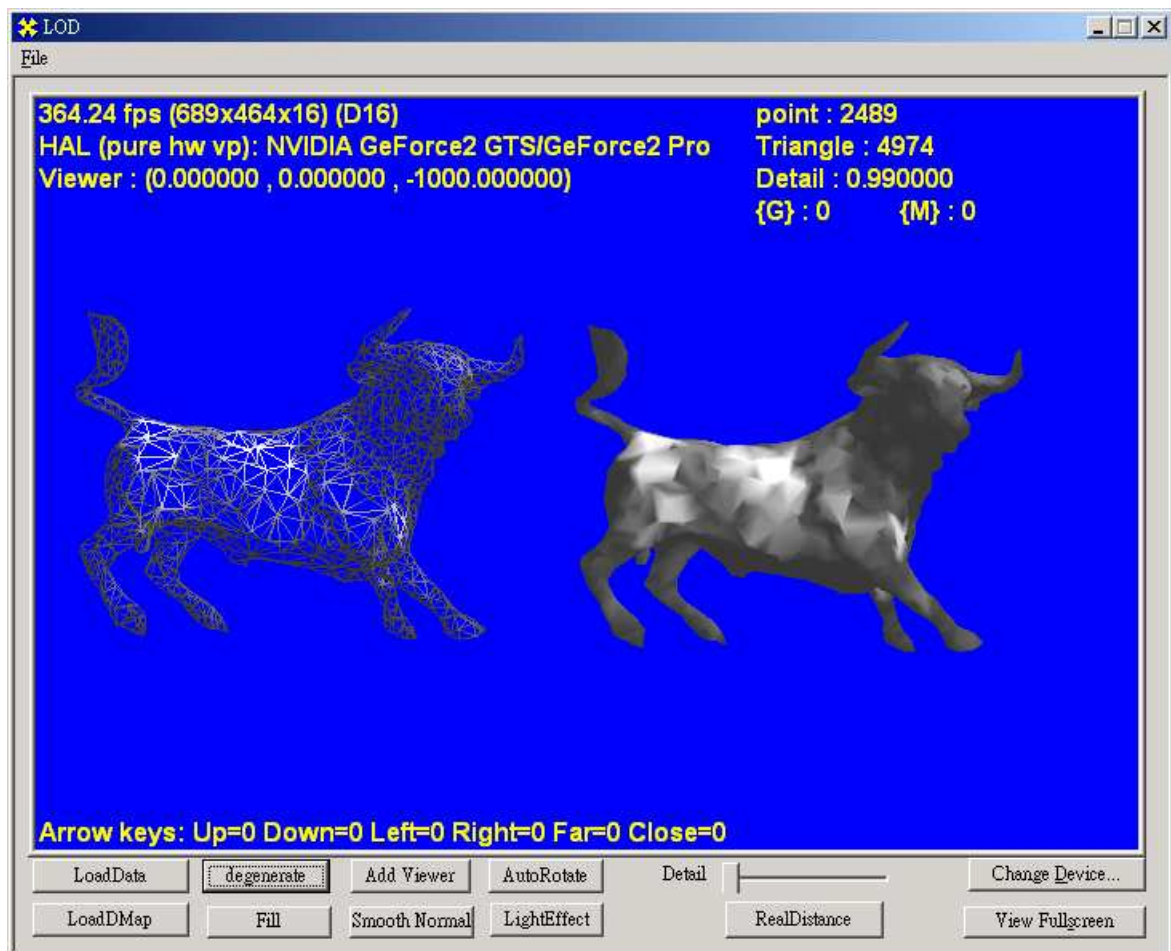 LOD
File
364.24 fps (689x464x16) (D16)
HAL (pure hw vp): NVIDIA GeForce2 GTS/GeForce2 Pro
Viewer : (0.000000 , 0.000000 , -1000.000000)
point : 2489
Triangle : 4974
Detail : 0.990000
{G} : 0 {M} : 0
Arrow keys: Up=0 Down=0 Left=0 Right=0 Far=0 Close=0
LoadData degenerate Add Viewer AutoRotate Detail Change Device...
LoadDMap Fill Smooth Normal LightEffect RealDistance View Fullscreen